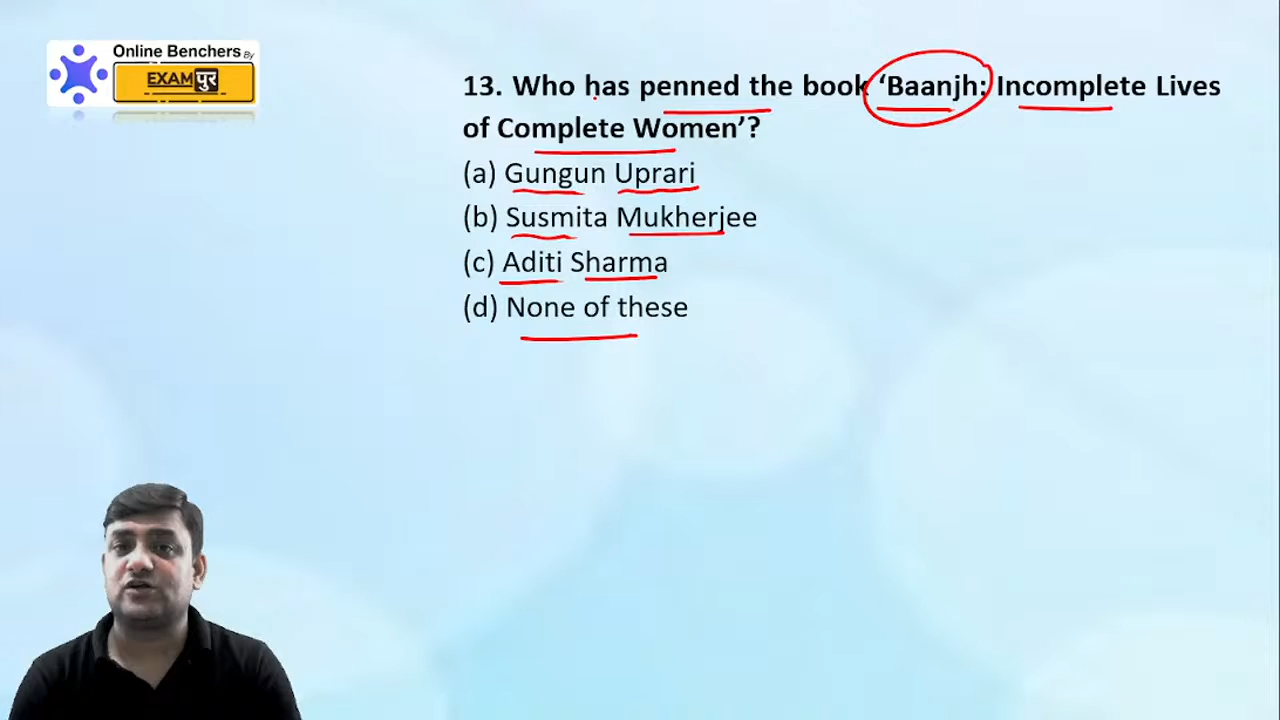 Online Benchers By
EXAMपुर
13. Who has penned the book ‘Baanjh: Incomplete Lives
of Complete Women’?
(a) Gungun Uprari
(b) Susmita Mukherjee
(c) Aditi Sharma
(d) None of these